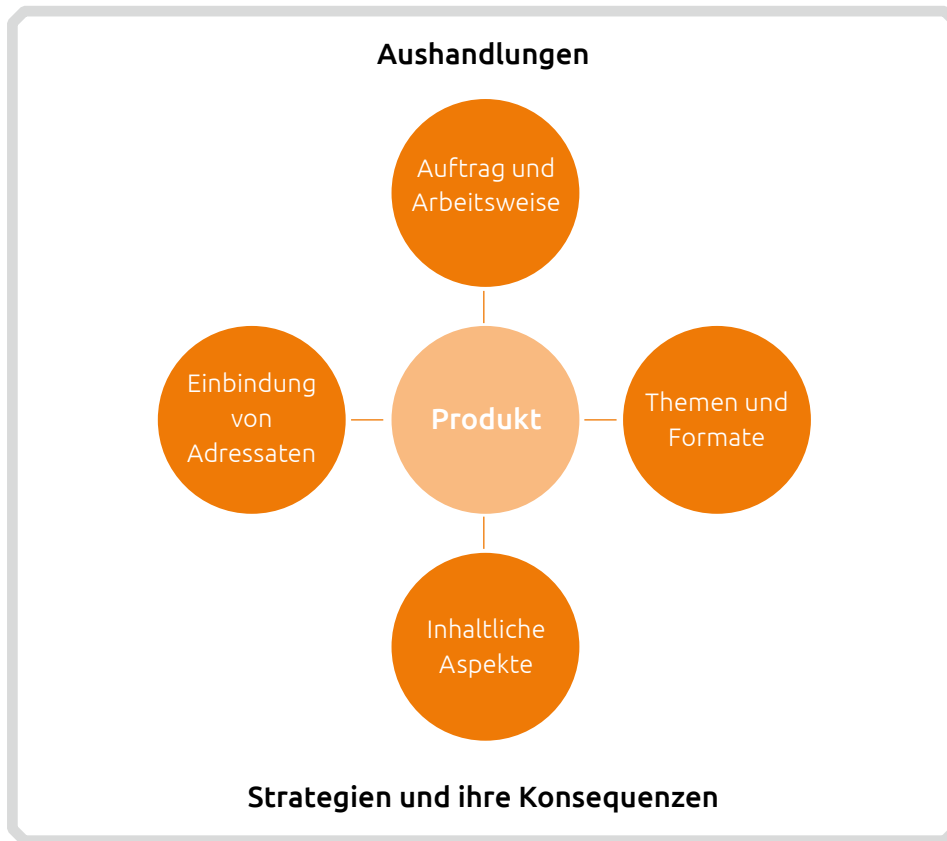 Aushandlungen
Auftrag und
Arbeitsweise
Einbindung
von
Adressaten
Produkt
Themen und
Formate
Inhaltliche
Aspekte
Strategien und ihre Konsequenzen